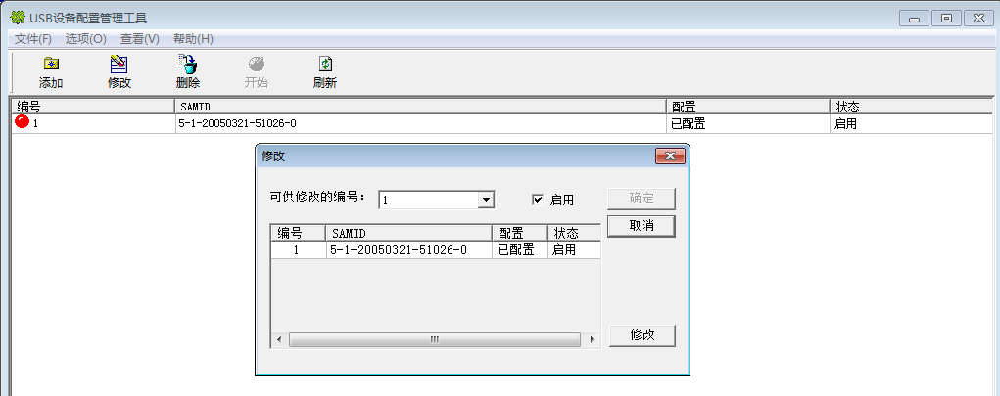 USB设备配置管理工具
文件(F) 选项(O) 查看(V) 帮助(H)
添加 修改 删除 开始 刷新
编号 SAMID 配置 状态
1 5-1-20050321-51026-0 已配置 启用
修改
可供修改的编号： 1 启用 确定
取消
编号 SAMID 配置 状态
1 5-1-20050321-51026-0 已配置 启用
修改